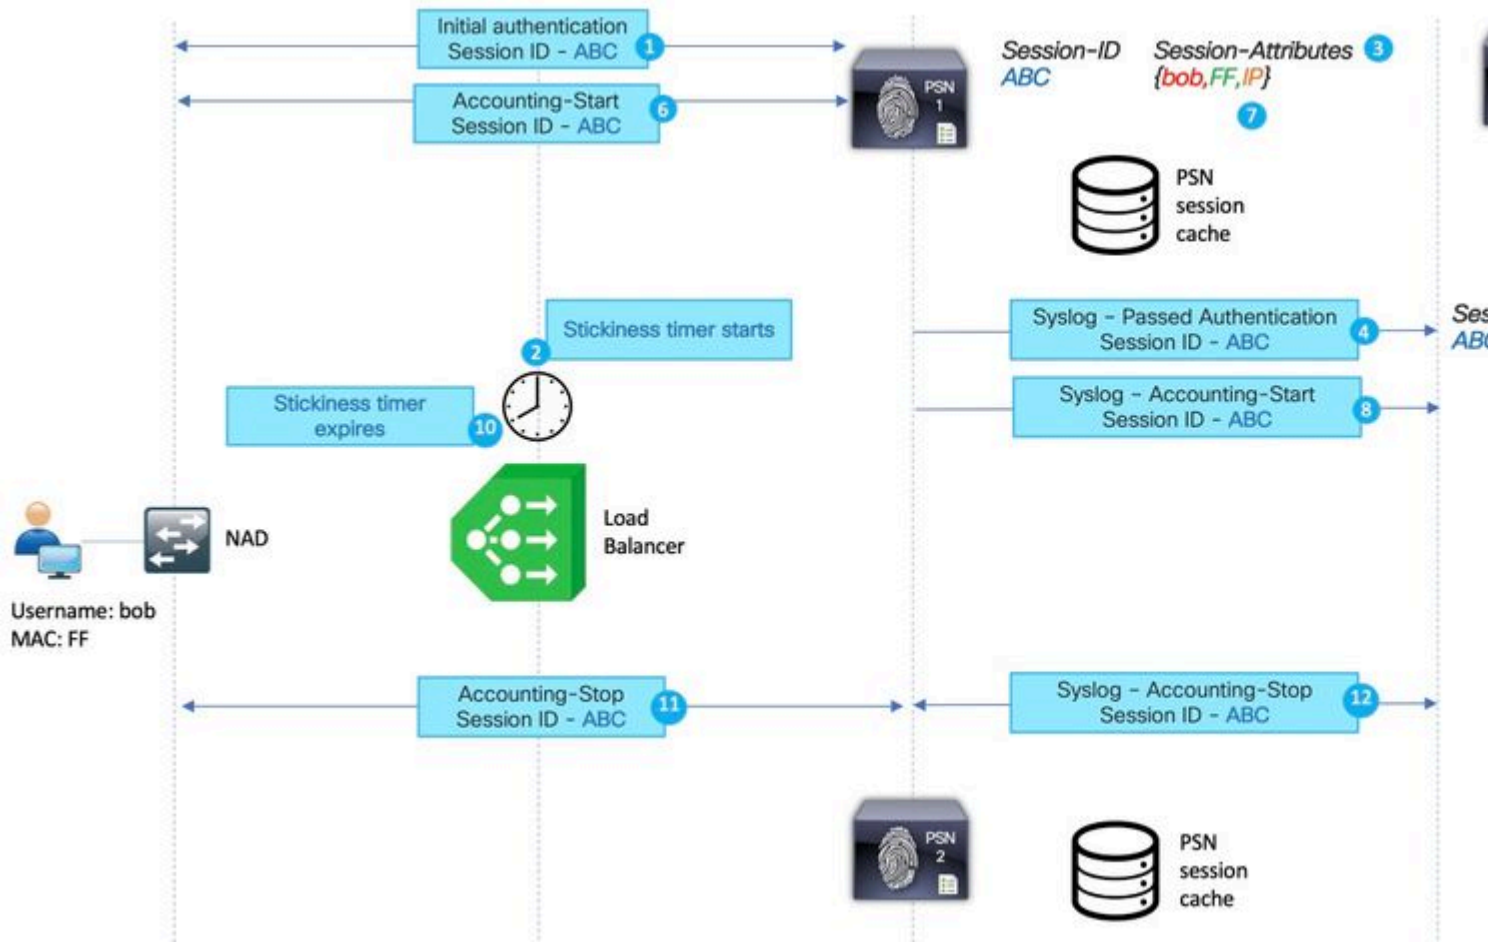 Initial authentication
Session ID - ABC
1
Accounting-Start
Session ID - ABC
6
PSN
1
Session-ID
ABC
Session-Attributes
3
{bob,FF,IP}
7
PSN
session
cache
Stickiness timer starts
2
Syslog - Passed Authentication
Session ID - ABC
4
Stickiness timer
expires
10
Syslog - Accounting-Start
Session ID - ABC
8
NAD
Load
Balancer
Username: bob
MAC: FF
Accounting-Stop
Session ID - ABC
11
Syslog - Accounting-Stop
Session ID - ABC
12
PSN
2
PSN
session
cache